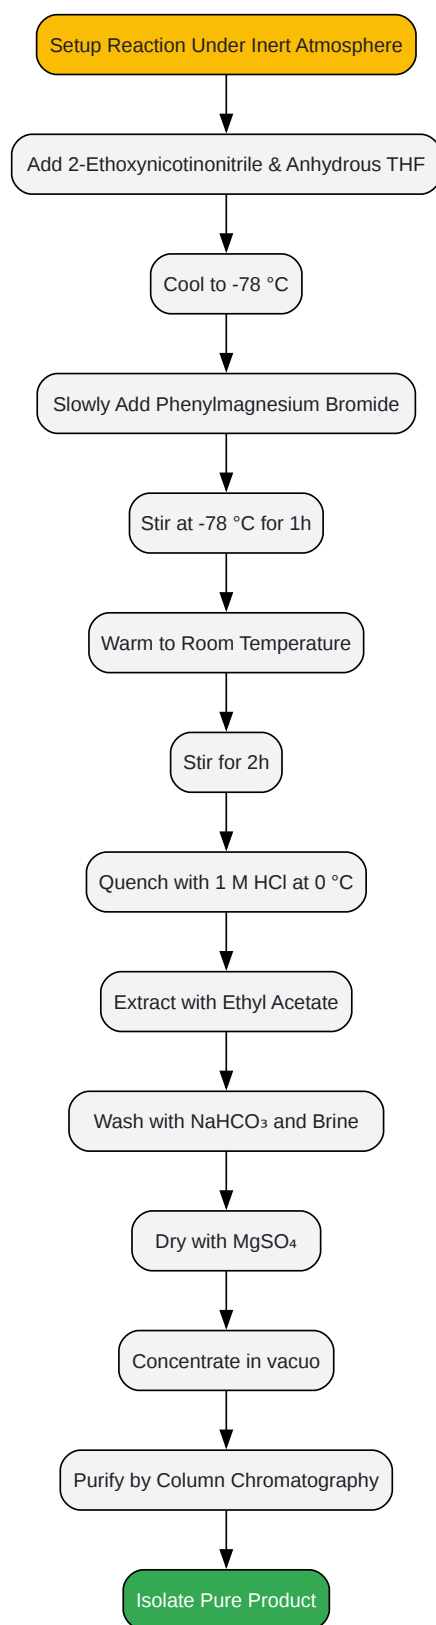 Setup Reaction Under Inert Atmosphere
Add 2-Ethoxynicotinonitrile & Anhydrous THF
Cool to -78 °C
Slowly Add Phenylmagnesium Bromide
Stir at -78 °C for 1h
Warm to Room Temperature
Stir for 2h
Quench with 1 M HCl at 0 °C
Extract with Ethyl Acetate
Wash with NaHCO₃ and Brine
Dry with MgSO₄
Concentrate in vacuo
Purify by Column Chromatography
Isolate Pure Product